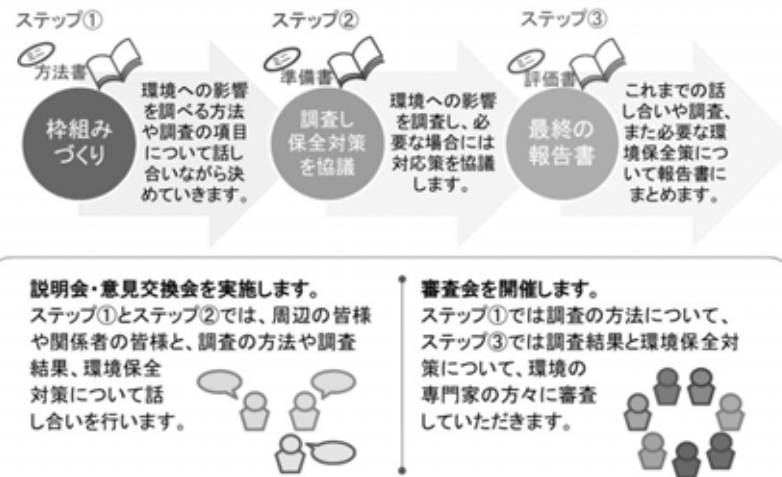 ステップ①
ミニ
方法書
枠組み
づくり
環境への影響
を調べる方法
や調査の項目
について話し
合いながら決
めていきます。
ステップ②
ミニ
準備書
調査し
保全対策
を協議
環境への影響
を調査し、必
要な場合には
対応策を協議
します。
ステップ③
ミニ
評価書
最終の
報告書
これまでの話
し合いや調査、
また必要な環
境保全策につ
いて報告書に
まとめます。
説明会・意見交換会を実施します。
ステップ①とステップ②では、周辺の皆様
や関係者の皆様と、調査の方法や調査
結果、環境保全
対策について話
し合いを行います。
審査会を開催します。
ステップ①では調査の方法について、
ステップ③では調査結果と環境保全対
策について、環境の
専門家の方々に審査
していただきます。